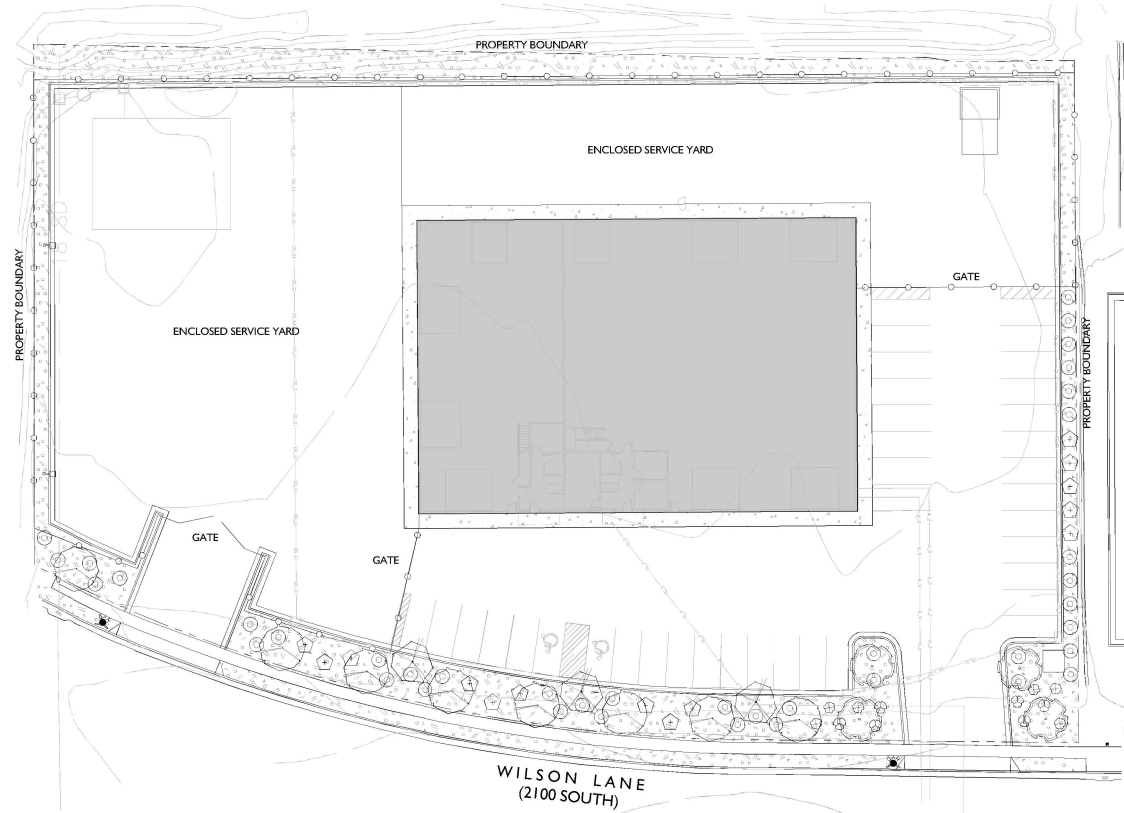 PROPERTY BOUNDARY
ENCLOSED SERVICE YARD
GATE
PROPERTY BOUNDARY
ENCLOSED SERVICE YARD
PROPERTY BOUNDARY
GATE
GATE
WILSON LANE
(2100 SOUTH)